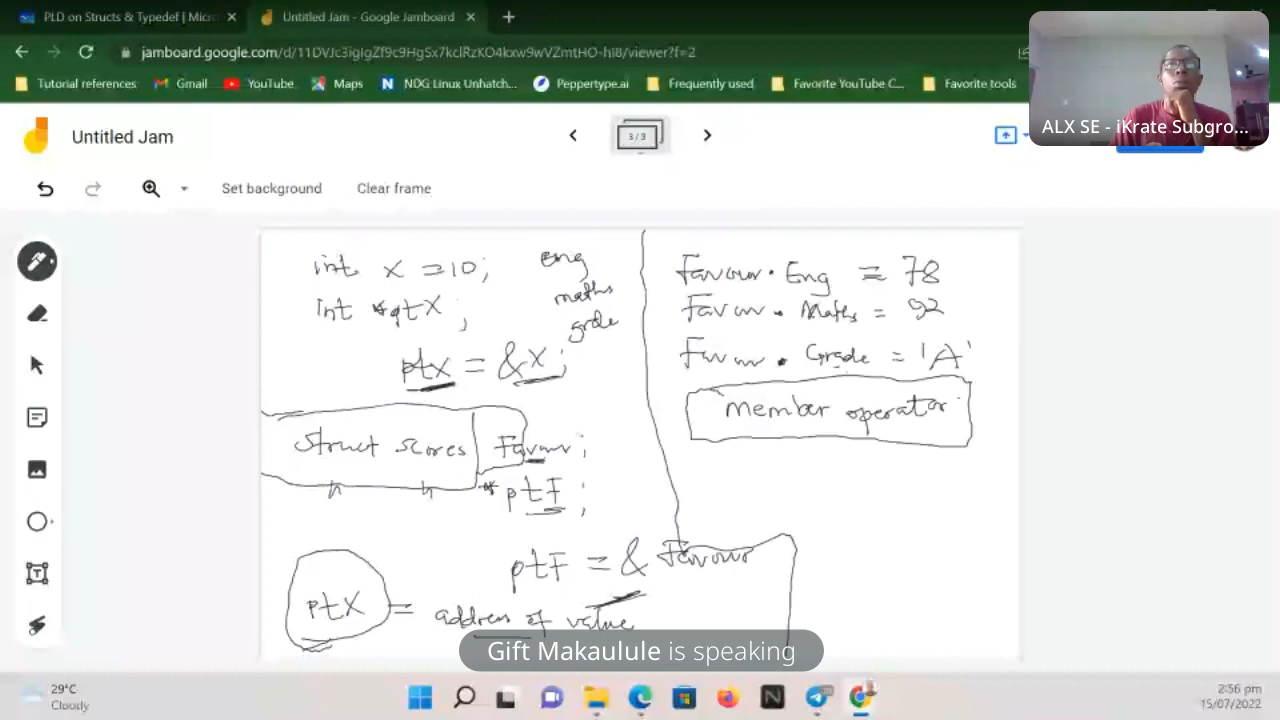 PLD on Structs & Typedef | Micr
Untitled Jam - Google Jamboard
jamboard.google.com/d/11DVJc3iglgZf9c9HgSx7kclRzKO4kxw9wVZmtHO-hI8/viewer?f=2
Tutorial references
Gmail
YouTube
Maps
NDG Linux Unhatch...
Peppertype.ai
Frequently used
Favorite YouTube C...
Favorite tools
ALX SE - iKrate Subgro...
Untitled Jam
3 / 3
Set background
Clear frame
int x = 10;
int *ptX ;
ptX = &X;
eng
maths
grde
Struct scores Favour;
* ptF ;
ptF = & Favour
ptX = address of value
Favour . Eng = 78
Favour . Maths = 92
Favour . Grade = 'A'
member operator
Gift Makaulule is speaking
29°C
Cloudy
2:56 pm
15/07/2022